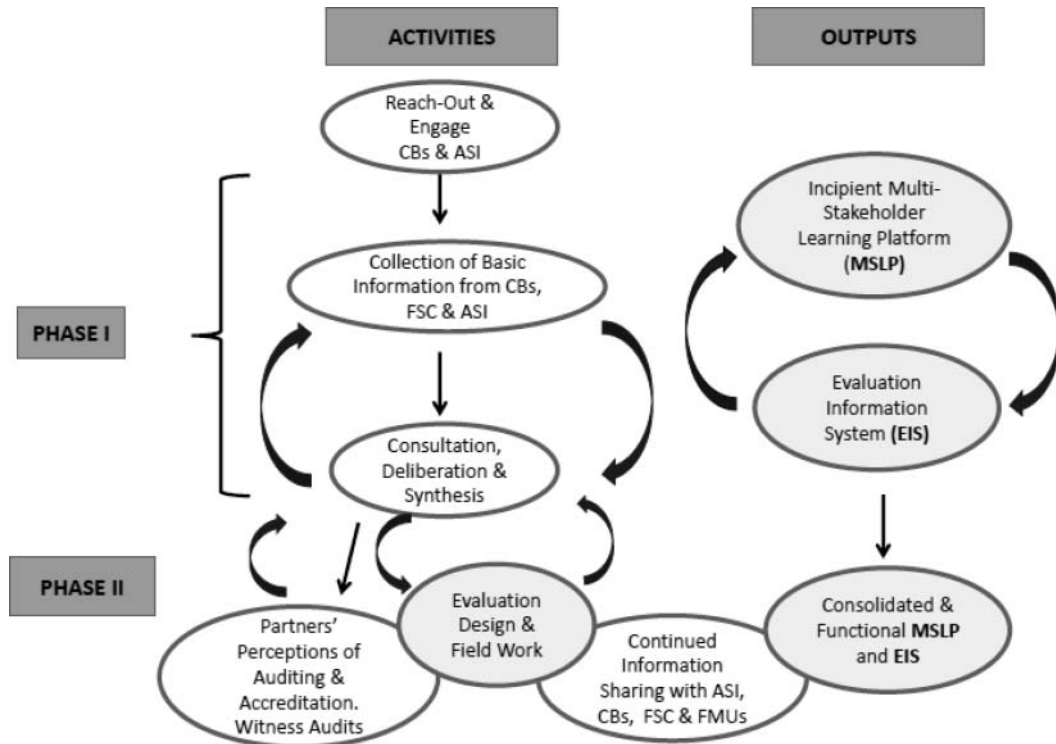 ACTIVITIES
OUTPUTS
Reach-Out &
Engage
CBs & ASI
Incipient Multi-
Stakeholder
Learning Platform
(MSLP)
Collection of Basic
Information from CBs,
FSC & ASI
PHASE I
Evaluation
Information
System (EIS)
Consultation,
Deliberation &
Synthesis
PHASE II
Partners’
Perceptions of
Auditing &
Accreditation.
Witness Audits
Evaluation
Design &
Field Work
Continued
Information
Sharing with ASI,
CBs, FSC & FMUs
Consolidated &
Functional MSLP
and EIS